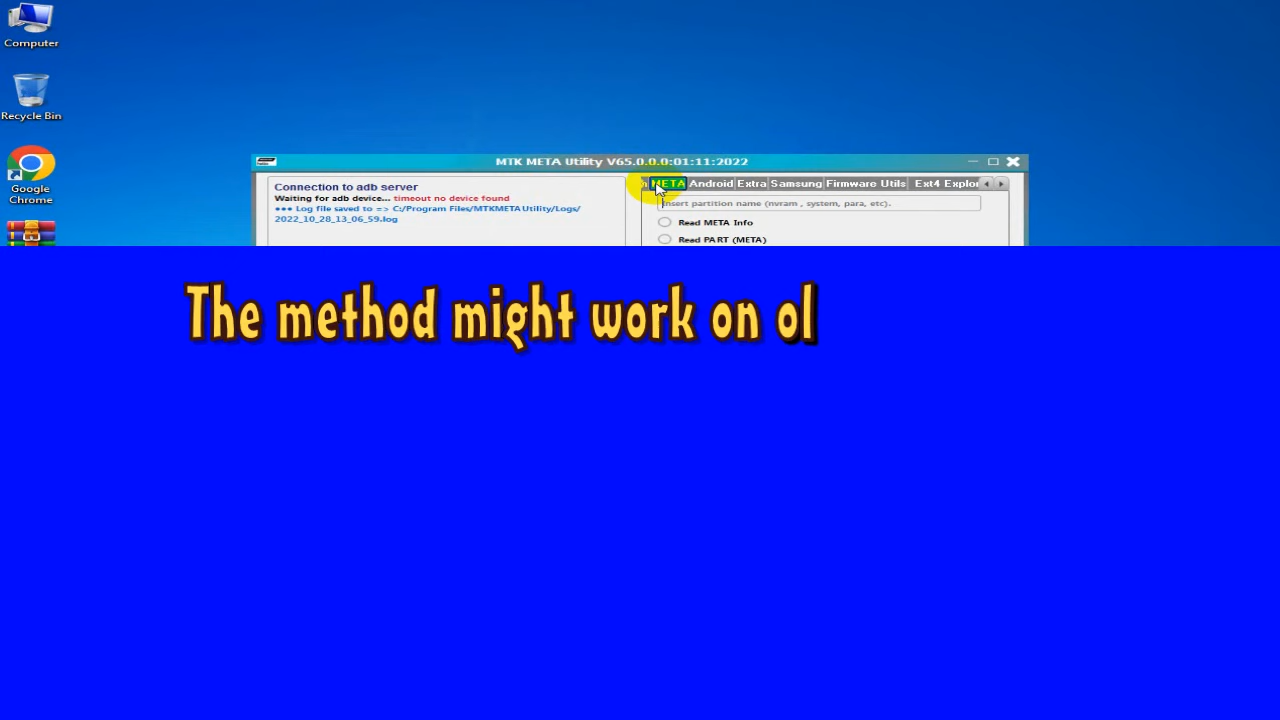 Computer
Recycle Bin
Google
Chrome
MTK META Utility V65.0.0.0:01:11:2022
Connection to adb server
Waiting for adb device... timeout no device found
*** Log file saved to => C:/Program Files/MTKMETAUtility/Logs/
2022_10_28_13_06_59.log
META Android Extra Samsung Firmware Utils Ext4 Explor
Insert partition name (nvram , system, para, etc).
Read META Info
Read PART (META)
The method might work on ol